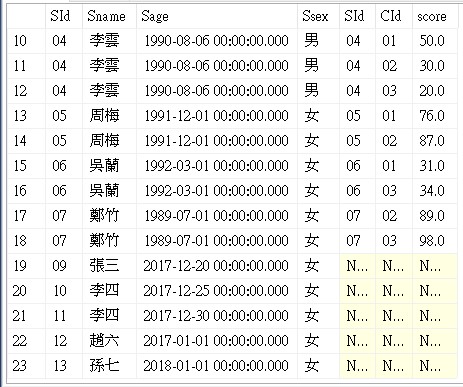 SId Sname Sage Ssex SId CId score
10 04 李雲 1990-08-06 00:00:00.000 男 04 01 50.0
11 04 李雲 1990-08-06 00:00:00.000 男 04 02 30.0
12 04 李雲 1990-08-06 00:00:00.000 男 04 03 20.0
13 05 周梅 1991-12-01 00:00:00.000 女 05 01 76.0
14 05 周梅 1991-12-01 00:00:00.000 女 05 02 87.0
15 06 吳蘭 1992-03-01 00:00:00.000 女 06 01 31.0
16 06 吳蘭 1992-03-01 00:00:00.000 女 06 03 34.0
17 07 鄭竹 1989-07-01 00:00:00.000 女 07 02 89.0
18 07 鄭竹 1989-07-01 00:00:00.000 女 07 03 98.0
19 09 張三 2017-12-20 00:00:00.000 女 N... N... N...
20 10 李四 2017-12-25 00:00:00.000 女 N... N... N...
21 11 李四 2017-12-30 00:00:00.000 女 N... N... N...
22 12 趙六 2017-01-01 00:00:00.000 女 N... N... N...
23 13 孫七 2018-01-01 00:00:00.000 女 N... N... N...